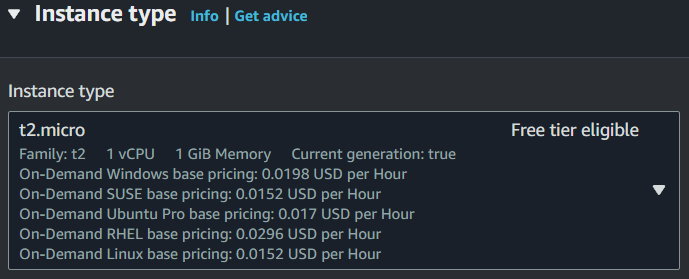 Instance type Info | Get advice
Instance type
t2.micro Free tier eligible
Family: t2 1 vCPU 1 GiB Memory Current generation: true
On-Demand Windows base pricing: 0.0198 USD per Hour
On-Demand SUSE base pricing: 0.0152 USD per Hour
On-Demand Ubuntu Pro base pricing: 0.017 USD per Hour
On-Demand RHEL base pricing: 0.0296 USD per Hour
On-Demand Linux base pricing: 0.0152 USD per Hour